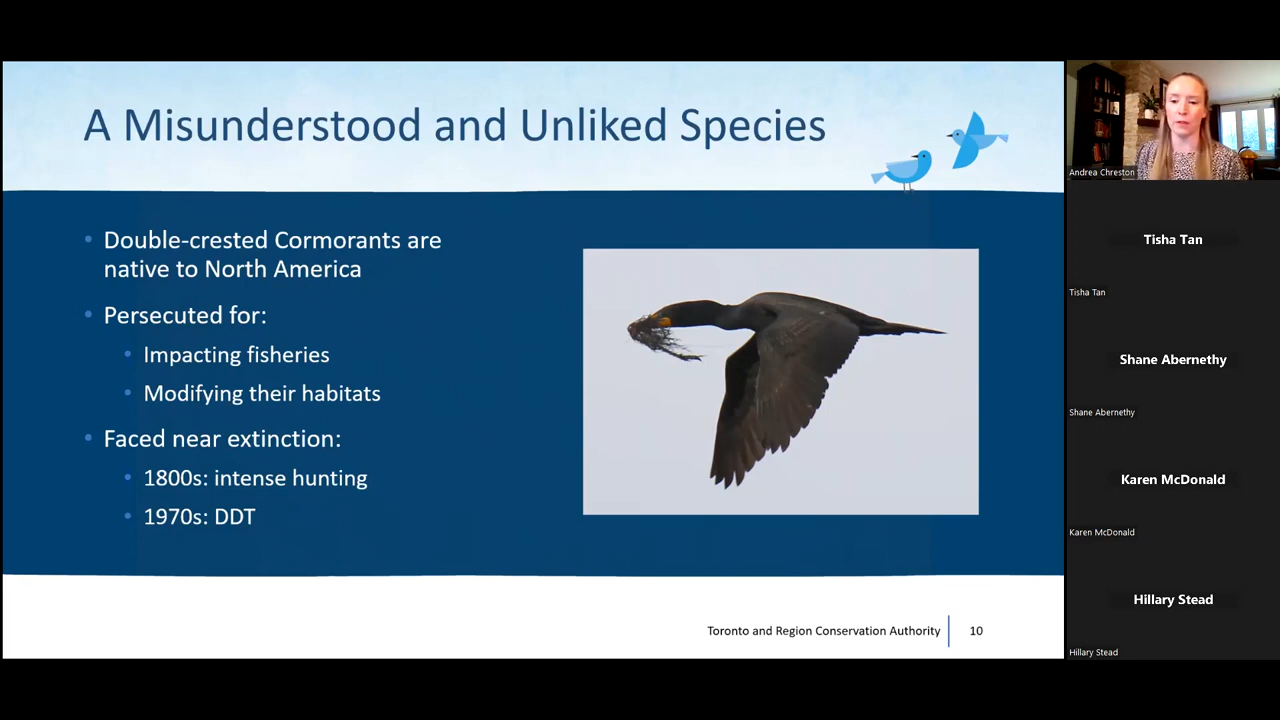 A Misunderstood and Unliked Species
• Double-crested Cormorants are
native to North America
• Persecuted for:
• Impacting fisheries
• Modifying their habitats
• Faced near extinction:
• 1800s: intense hunting
• 1970s: DDT
Toronto and Region Conservation Authority
10
Andrea Chreston
Tisha Tan
Tisha Tan
Shane Abernethy
Shane Abernethy
Karen McDonald
Karen McDonald
Hillary Stead
Hillary Stead